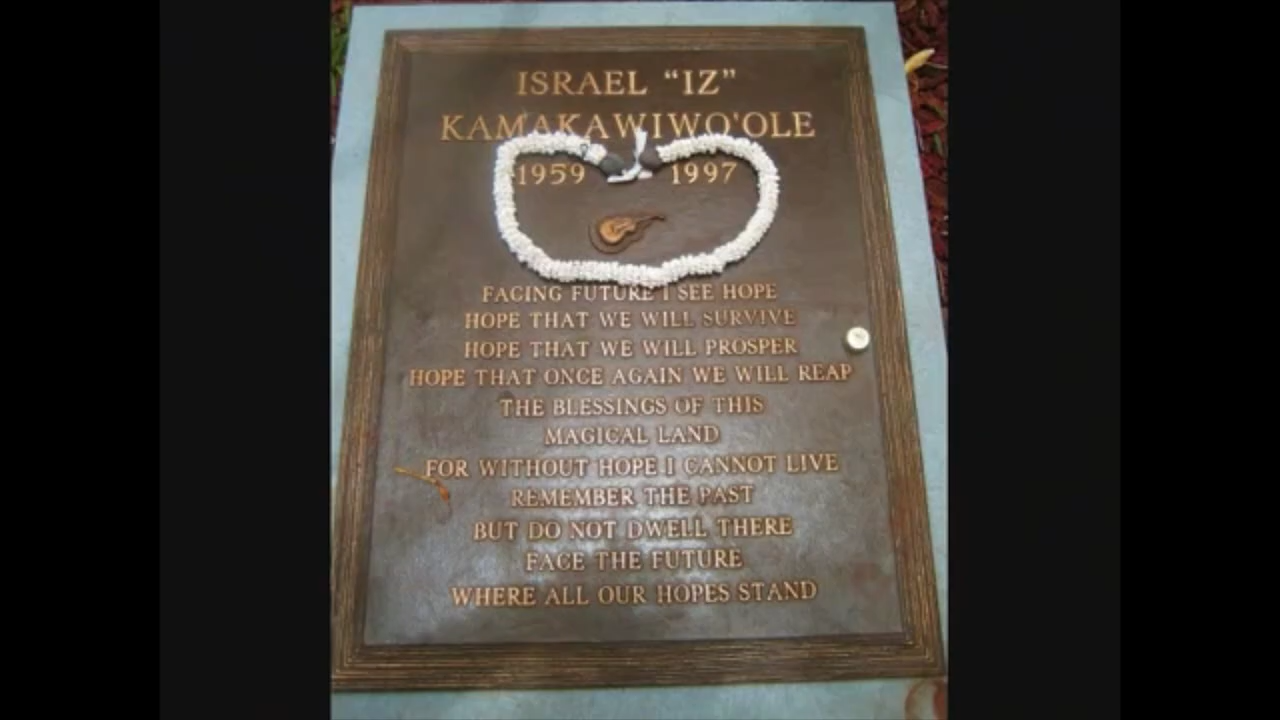 ISRAEL “IZ”
KAMAKAWIWO'OLE
1959 1997
FACING FUTURE I SEE HOPE
HOPE THAT WE WILL SURVIVE
HOPE THAT WE WILL PROSPER
HOPE THAT ONCE AGAIN WE WILL REAP
THE BLESSINGS OF THIS
MAGICAL LAND
FOR WITHOUT HOPE I CANNOT LIVE
REMEMBER THE PAST
BUT DO NOT DWELL THERE
FACE THE FUTURE
WHERE ALL OUR HOPES STAND